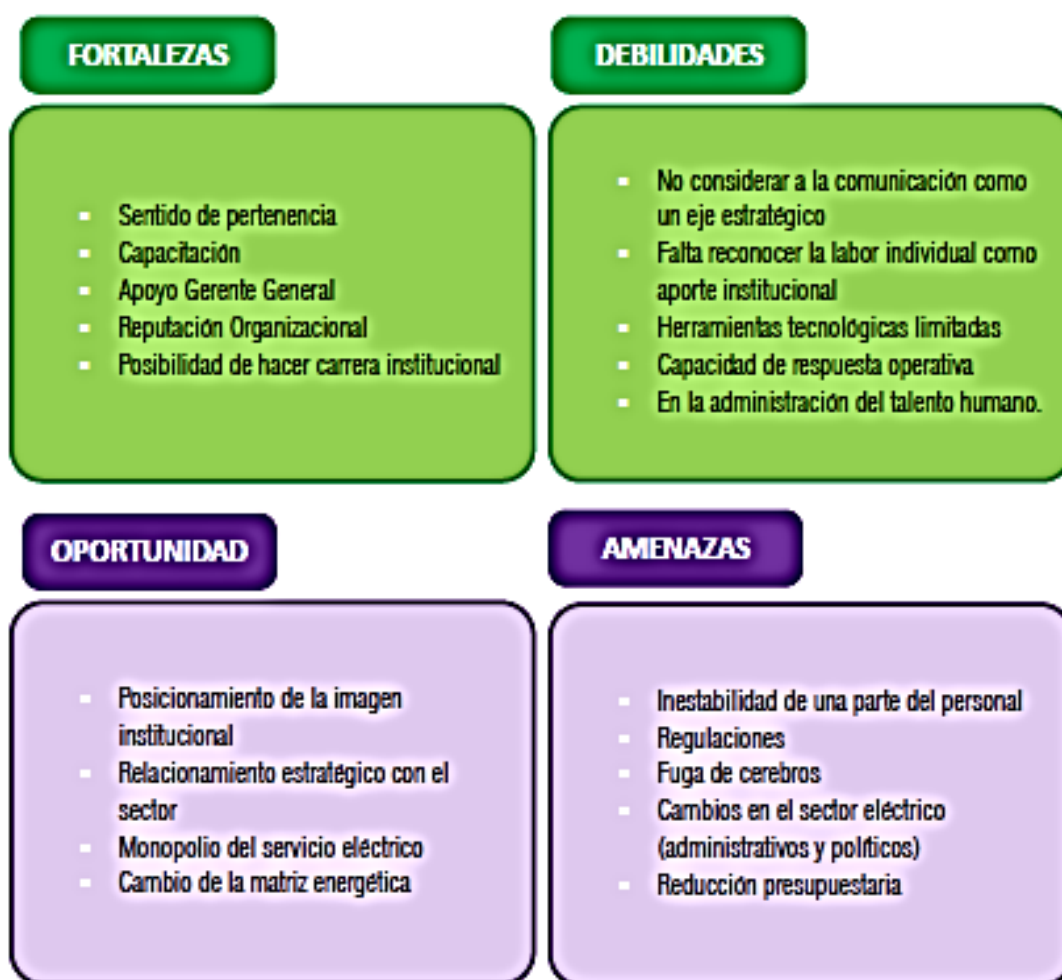 FORTALEZAS
Sentido de pertenencia
Capacitación
Apoyo Gerente General
Reputación Organizacional
Posibilidad de hacer carrera institucional
DEBILIDADES
No considerar a la comunicación como
un eje estratégico
Falta reconocer la labor individual como
aporte institucional
Herramientas tecnológicas limitadas
Capacidad de respuesta operativa
En la administración del talento humano.
OPORTUNIDAD
Posicionamiento de la imagen
institucional
Relacionamiento estratégico con el
sector
Monopolio del servicio eléctrico
Cambio de la matriz energética
AMENAZAS
Inestabilidad de una parte del personal
Regulaciones
Fuga de cerebros
Cambios en el sector eléctrico
(administrativos y políticos)
Reducción presupuestaria